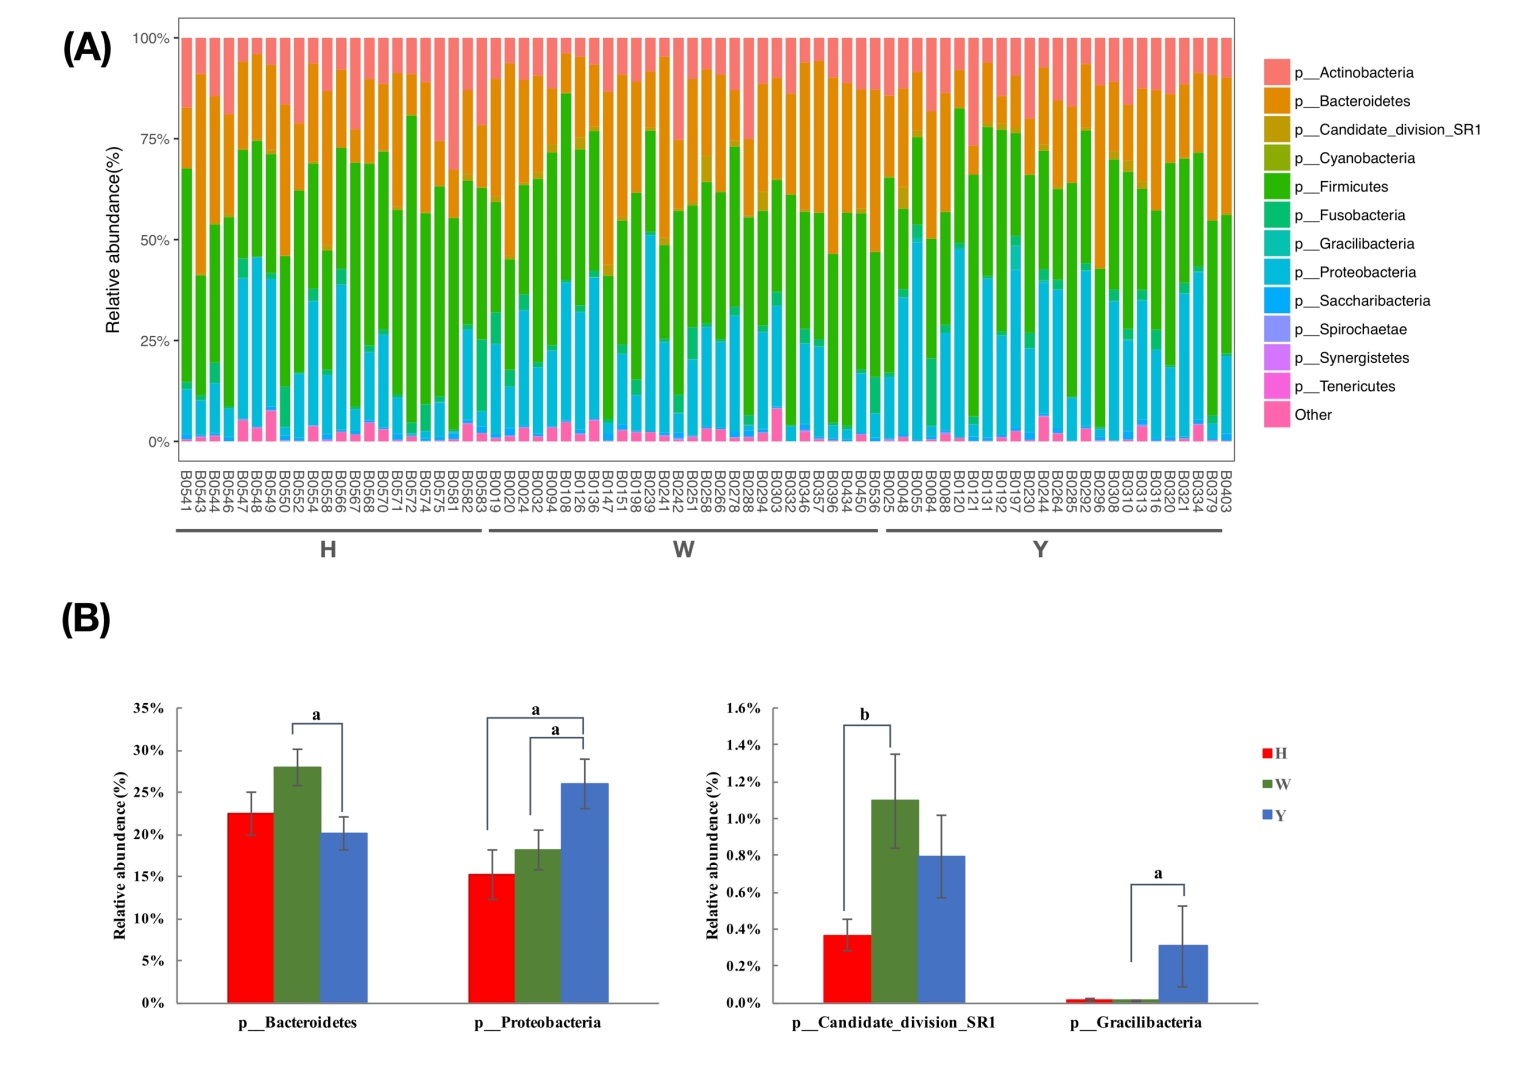 (A)
Relative abundance(%)
100%
75%
50%
25%
0%
B0541 B0543 B0544 B0546 B0547 B0548 B0549 B0550 B0552 B0554 B0558 B0566 B0567 B0568 B0570 B0571 B0572 B0574 B0575 B0581 B0582 B0583 B0019 B0020 B0024 B0032 B0094 B0108 B0126 B0136 B0147 B0151 B0198 B0239 B0241 B0242 B0251 B0258 B0266 B0278 B0288 B0294 B0303 B0332 B0346 B0357 B0396 B0434 B0450 B0536 B0025 B0048 B0055 B0084 B0088 B0120 B0121 B0131 B0192 B0197 B0230 B0244 B0264 B0285 B0292 B0296 B0308 B0310 B0313 B0316 B0320 B0321 B0334 B0379 B0403
H W Y
p__Actinobacteria
p__Bacteroidetes
p__Candidate_division_SR1
p__Cyanobacteria
p__Firmicutes
p__Fusobacteria
p__Gracilibacteria
p__Proteobacteria
p__Saccharibacteria
p__Spirochaetae
p__Synergistetes
p__Tenericutes
Other
(B)
Relative abundence (%)
35%
30%
25%
20%
15%
10%
5%
0%
a
a
a
p__Bacteroidetes p__Proteobacteria
Relative abundence (%)
1.6%
1.4%
1.2%
1.0%
0.8%
0.6%
0.4%
0.2%
0.0%
b
a
p__Candidate_division_SR1 p__Gracilibacteria
H
W
Y